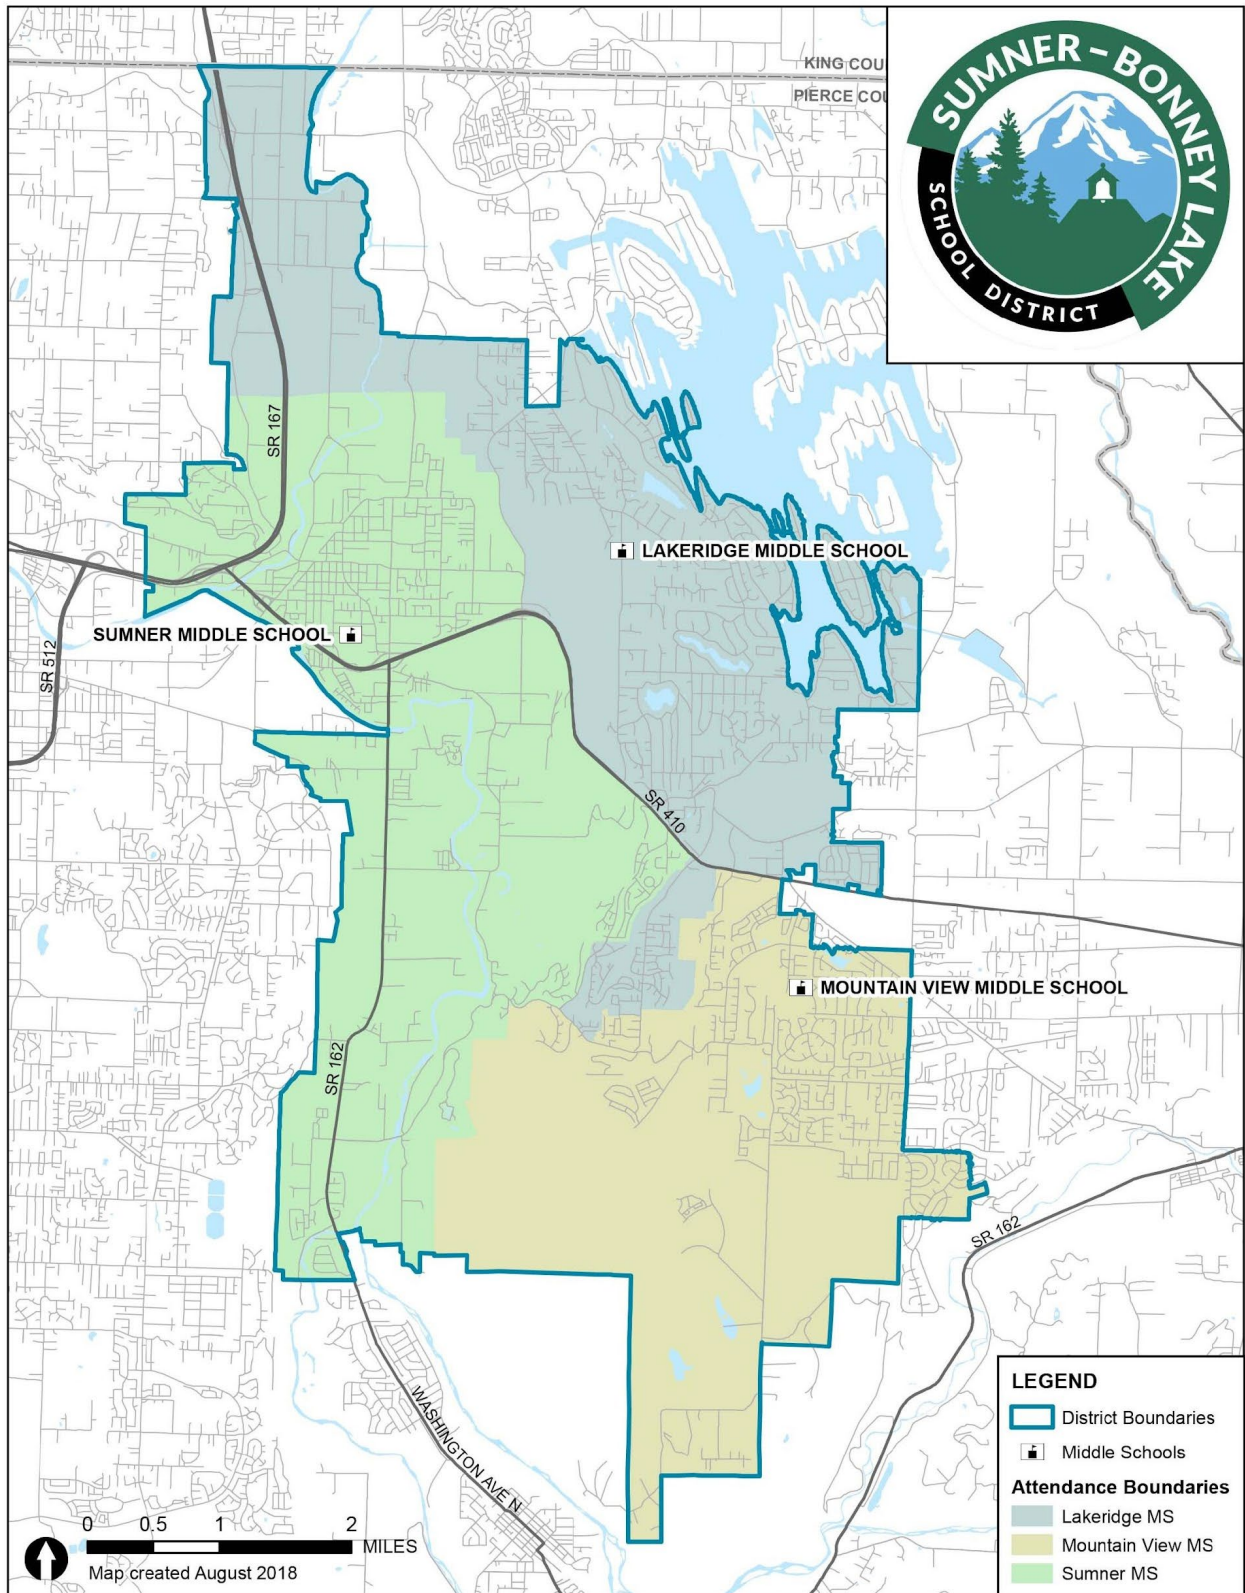 KING COU
PIERCE COU
SUMNER – BONNEY LAKE
SCHOOL DISTRICT
SR 167
LAKERIDGE MIDDLE SCHOOL
SUMNER MIDDLE SCHOOL
SR 512
SR 410
MOUNTAIN VIEW MIDDLE SCHOOL
SR 162
SR 162
WASHINGTON AVE N
LEGEND
District Boundaries
Middle Schools
Attendance Boundaries
Lakeridge MS
Mountain View MS
Sumner MS
0 0.5 1 2
MILES
Map created August 2018